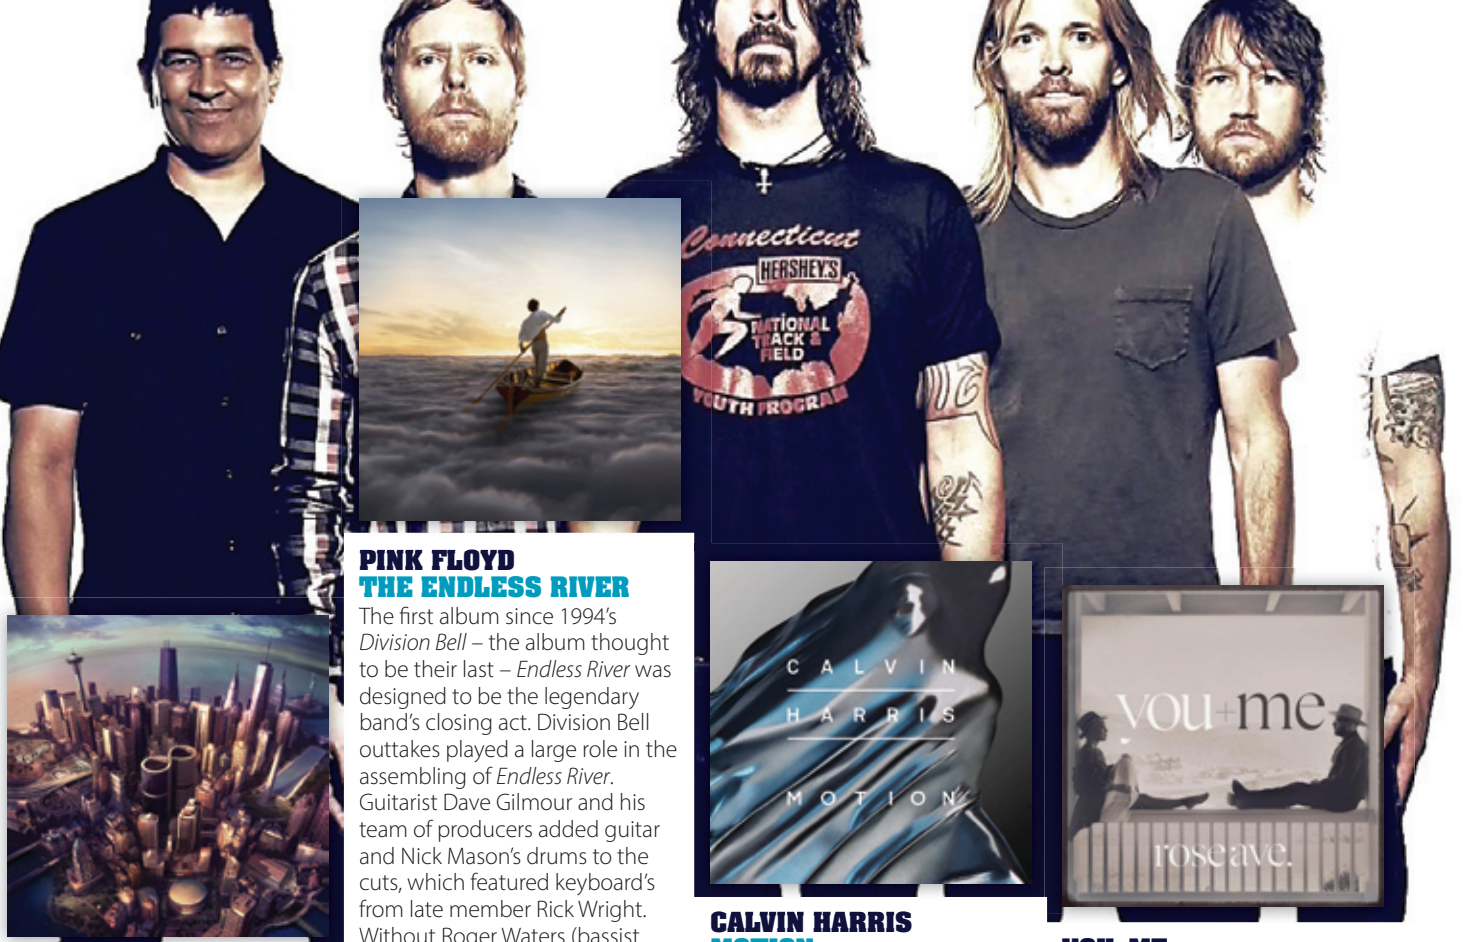 Connecticut
HERSHEY'S
NATIONAL
TRACK &
FIELD
YOUTH PROGRAM
PINK FLOYD
THE ENDLESS RIVER
The first album since 1994's
Division Bell – the album thought
to be their last – Endless River was
designed to be the legendary
band's closing act. Division Bell
outtakes played a large role in the
assembling of Endless River.
Guitarist Dave Gilmour and his
team of producers added guitar
and Nick Mason's drums to the
cuts, which featured keyboard's
from late member Rick Wright.
Without Roger Waters (bassist
CALVIN
HARRIS
MOTION
CALVIN HARRIS
MOTION
you+me
rose ave.
YOU+ME